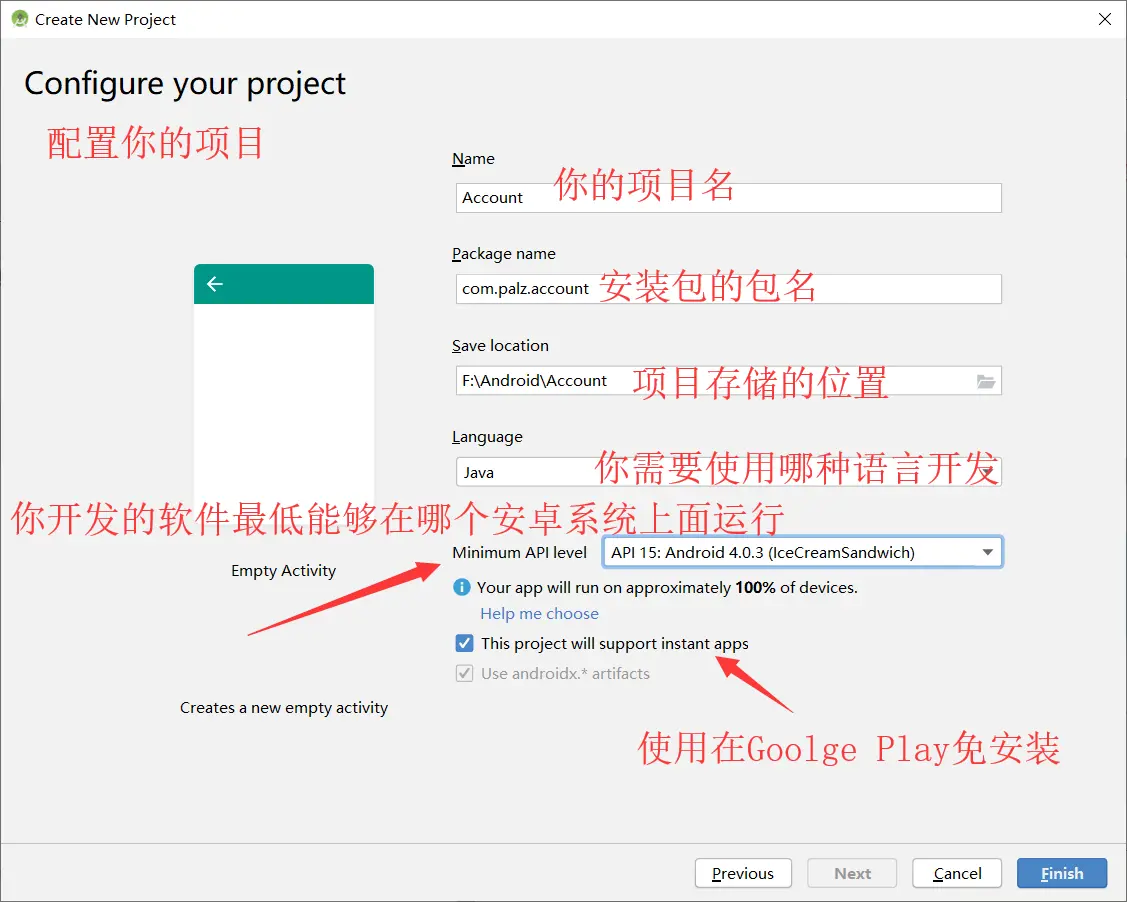 Create New Project
Configure your project
配置你的项目
Name
Account 你的项目名
Package name
com.palz.account 安装包的包名
Save location
F:\Android\Account 项目存储的位置
Language
Java 你需要使用哪种语言开发
你开发的软件最低能够在哪个安卓系统上面运行
Minimum API level API 15: Android 4.0.3 (IceCreamSandwich)
Empty Activity
Your app will run on approximately 100% of devices.
Help me choose
This project will support instant apps
Use androidx.* artifacts
Creates a new empty activity
使用在Goolge Play免安装
Previous Next Cancel Finish